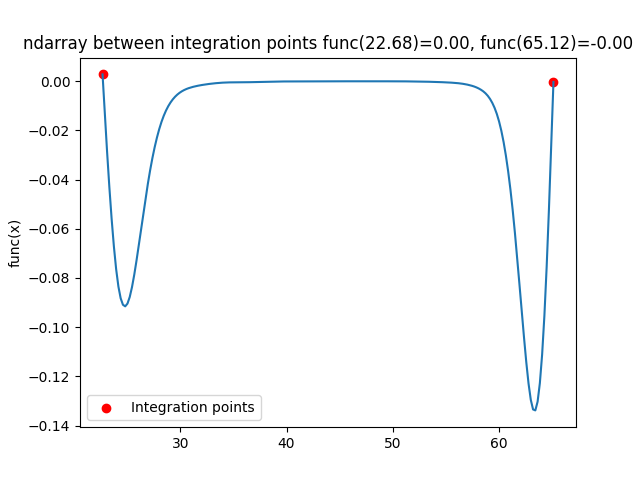 ndarray between integration points func(22.68)=0.00, func(65.12)=-0.00
func(x)
0.00
−0.02
−0.04
−0.06
−0.08
−0.10
−0.12
−0.14
Integration points
30 40 50 60